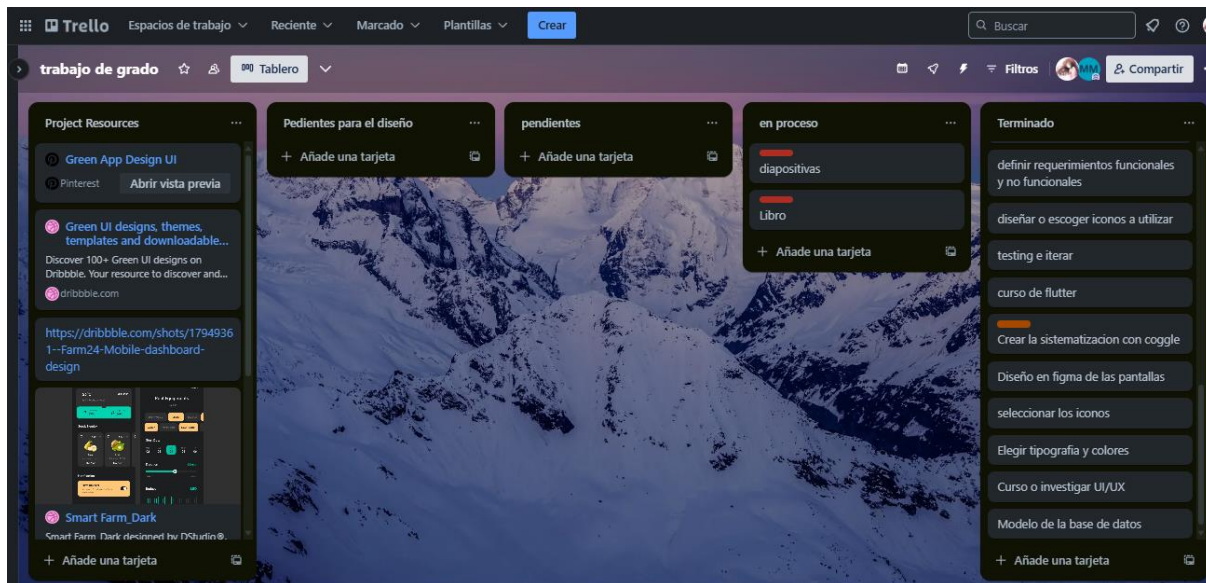 Trello
Espacios de trabajo
Reciente
Marcado
Plantillas
Crear
Buscar
trabajo de grado
Tablero
Filtros
MM
Compartir
Project Resources
Green App Design UI
Pinterest
Abrir vista previa
Green UI designs, themes,
templates and downloadable...
Discover 100+ Green UI designs on
Dribbble. Your resource to discover and...
dribbble.com
https://dribbble.com/shots/1794936
1--Farm24-Mobile-dashboard-
design
Smart Farm_Dark
Smart Farm Dark designed by DStudio®.
+ Añade una tarjeta
Pedientes para el diseño
+ Añade una tarjeta
pendientes
+ Añade una tarjeta
en proceso
diapositivas
Libro
+ Añade una tarjeta
Terminado
definir requerimientos funcionales
y no funcionales
diseñar o escoger iconos a utilizar
testing e iterar
curso de flutter
Crear la sistematizacion con coggle
Diseño en figma de las pantallas
seleccionar los iconos
Elegir tipografia y colores
Curso o investigar UI/UX
Modelo de la base de datos
+ Añade una tarjeta